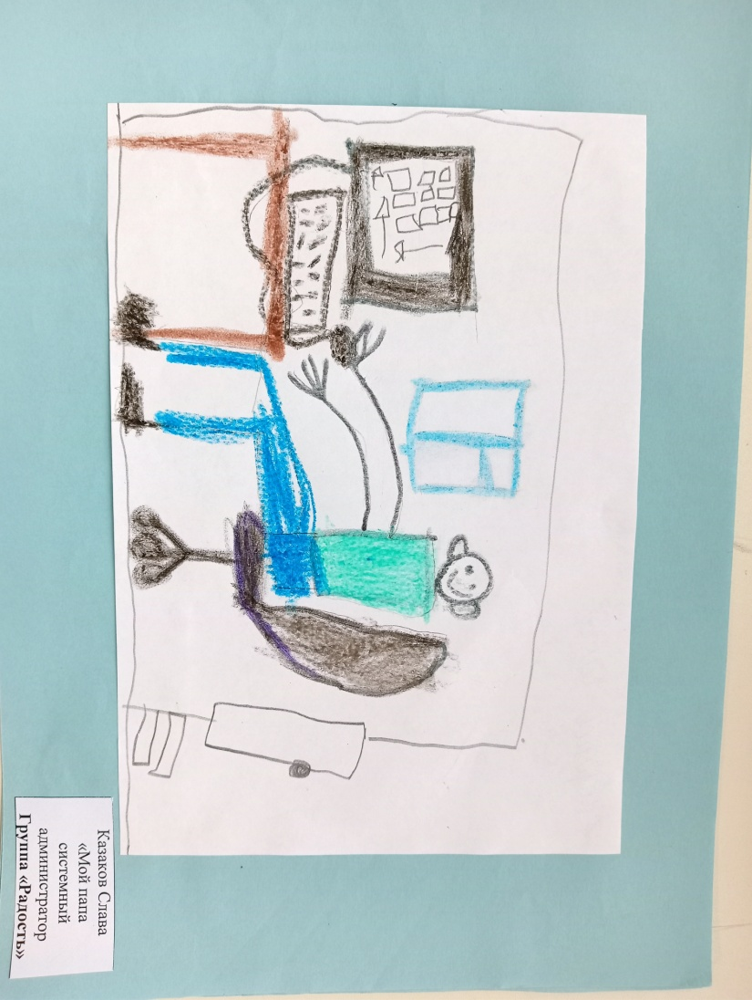 Казаков Слава
«Мой папа
системный
администратор
Группа «Радость»